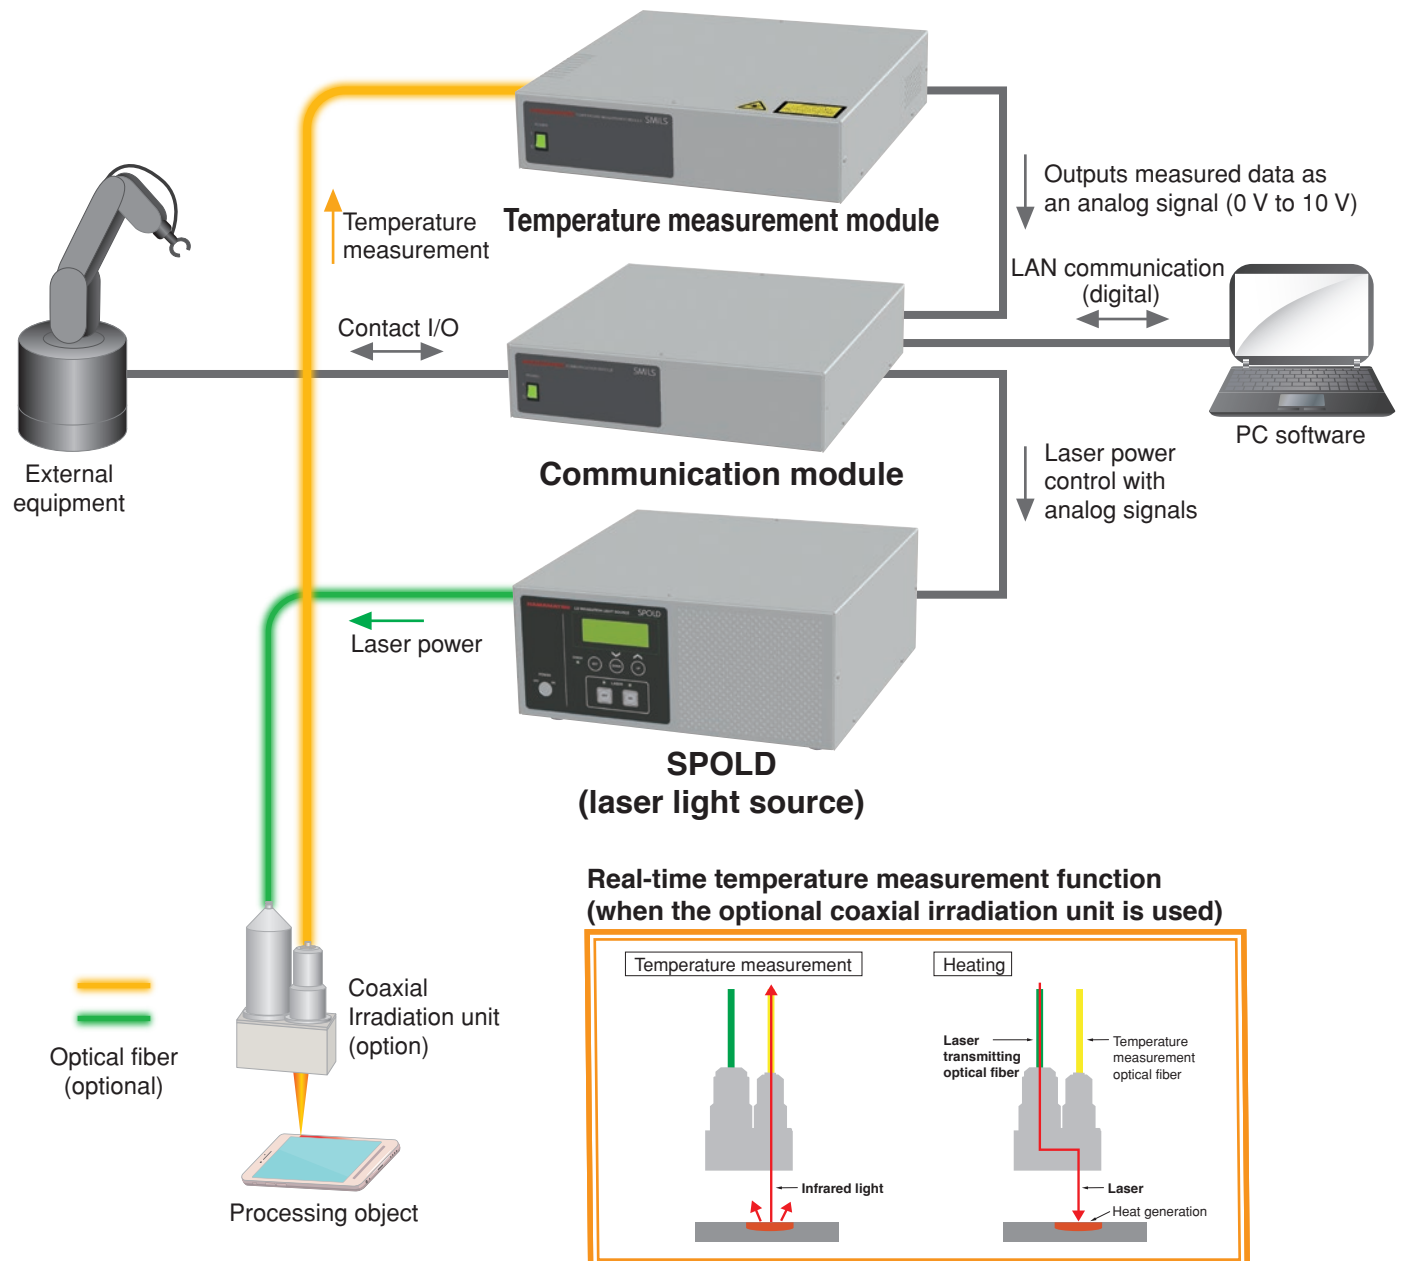 SMILS
Temperature measurement module
Temperature
measurement
Outputs measured data as
an analog signal (0 V to 10 V)
LAN communication
(digital)
Contact I/O
SMILS
PC software
External
equipment
Communication module
Laser power
control with
analog signals
SPOLD
Laser power
SPOLD
(laser light source)
Real-time temperature measurement function
(when the optional coaxial irradiation unit is used)
Temperature measurement
Heating
Coaxial
Irradiation unit
(option)
Optical fiber
(optional)
Laser
transmitting
optical fiber
Temperature
measurement
optical fiber
Infrared light
Laser
Heat generation
Processing object